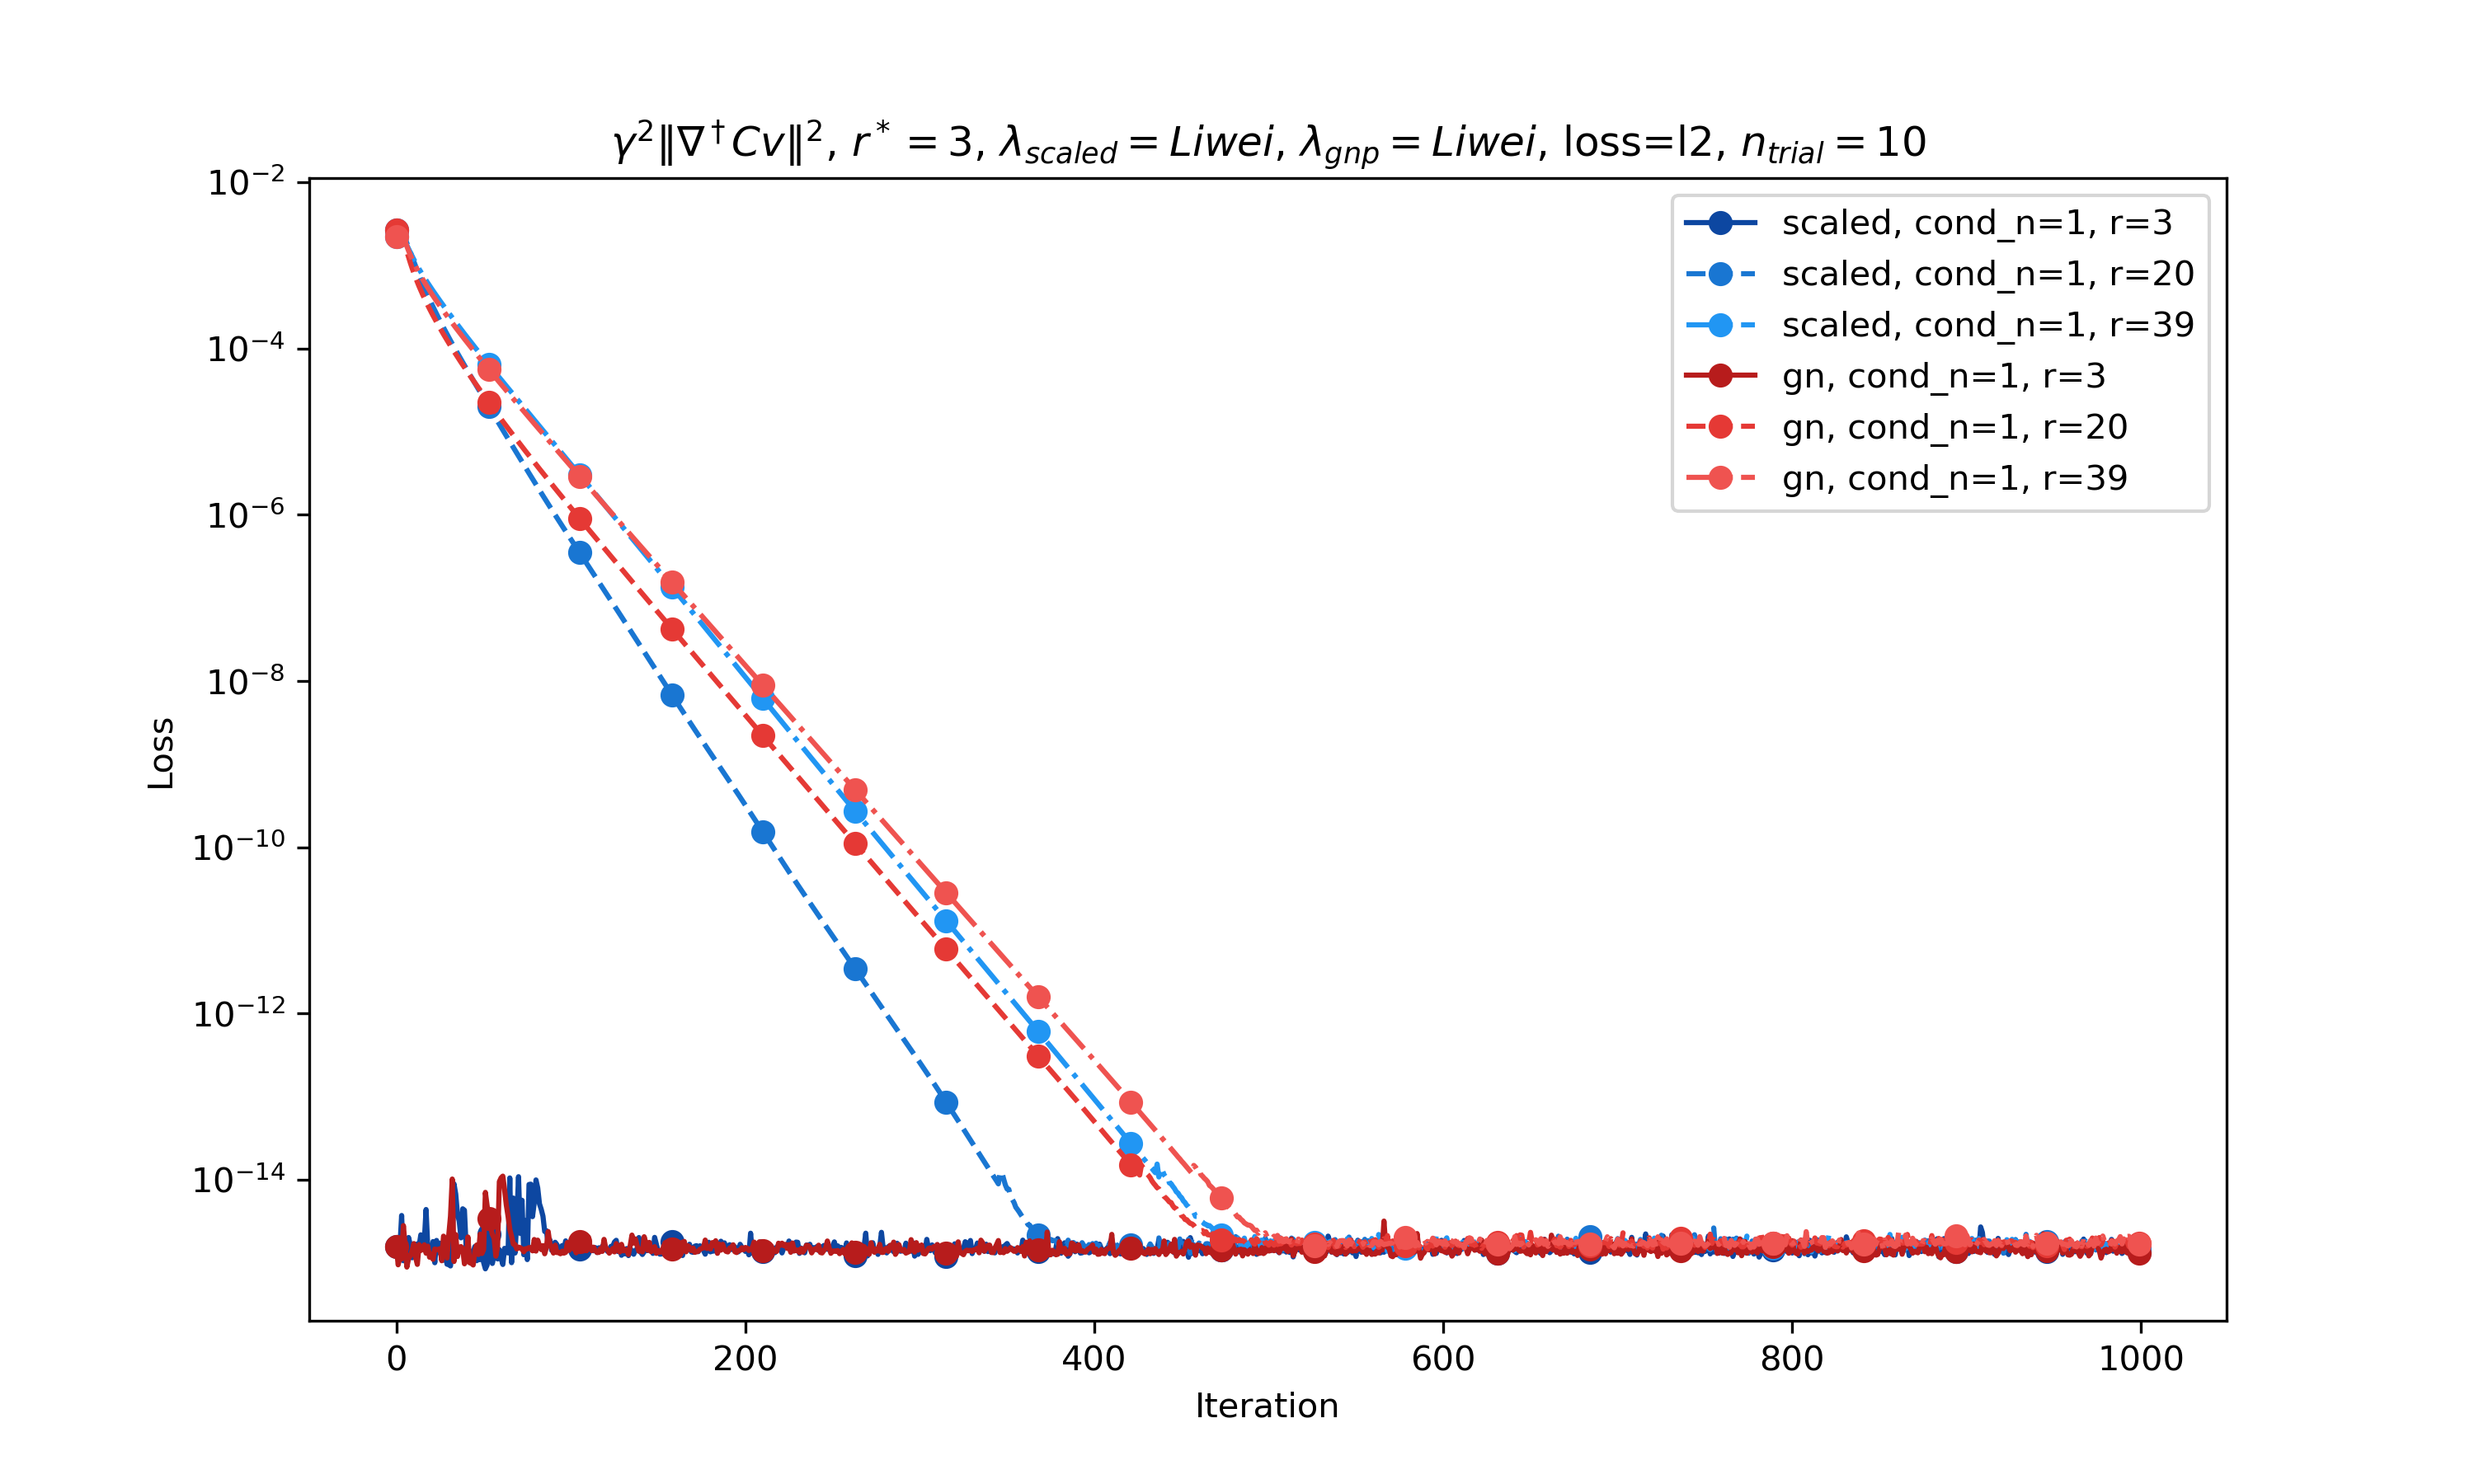 γ²‖∇†Cv‖², r* = 3, λ_scaled = Liwei, λ_gnp = Liwei, loss=l2, n_trial = 10
10⁻²
10⁻⁴
10⁻⁶
10⁻⁸
10⁻¹⁰
10⁻¹²
10⁻¹⁴
Loss
scaled, cond_n=1, r=3
scaled, cond_n=1, r=20
scaled, cond_n=1, r=39
gn, cond_n=1, r=3
gn, cond_n=1, r=20
gn, cond_n=1, r=39
0 200 400 600 800 1000
Iteration